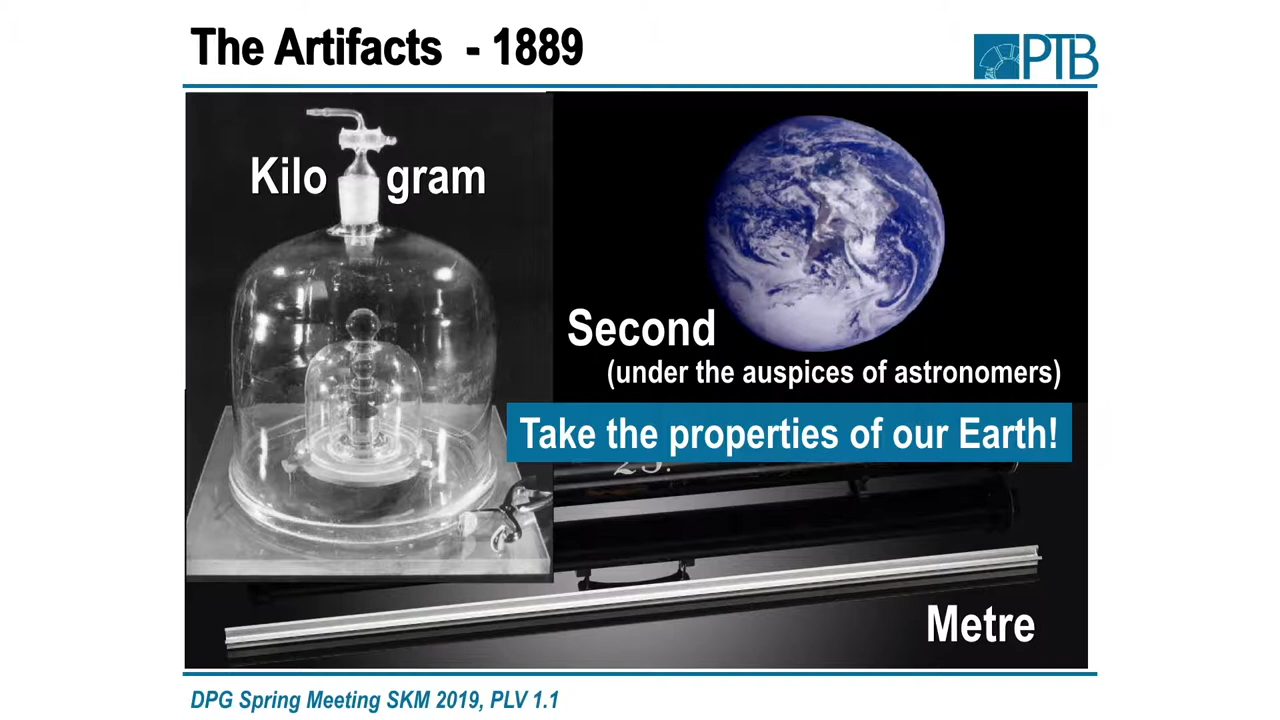 The Artifacts - 1889
PTB
Kilo gram
Second
(under the auspices of astronomers)
Take the properties of our Earth!
23.
Metre
DPG Spring Meeting SKM 2019, PLV 1.1